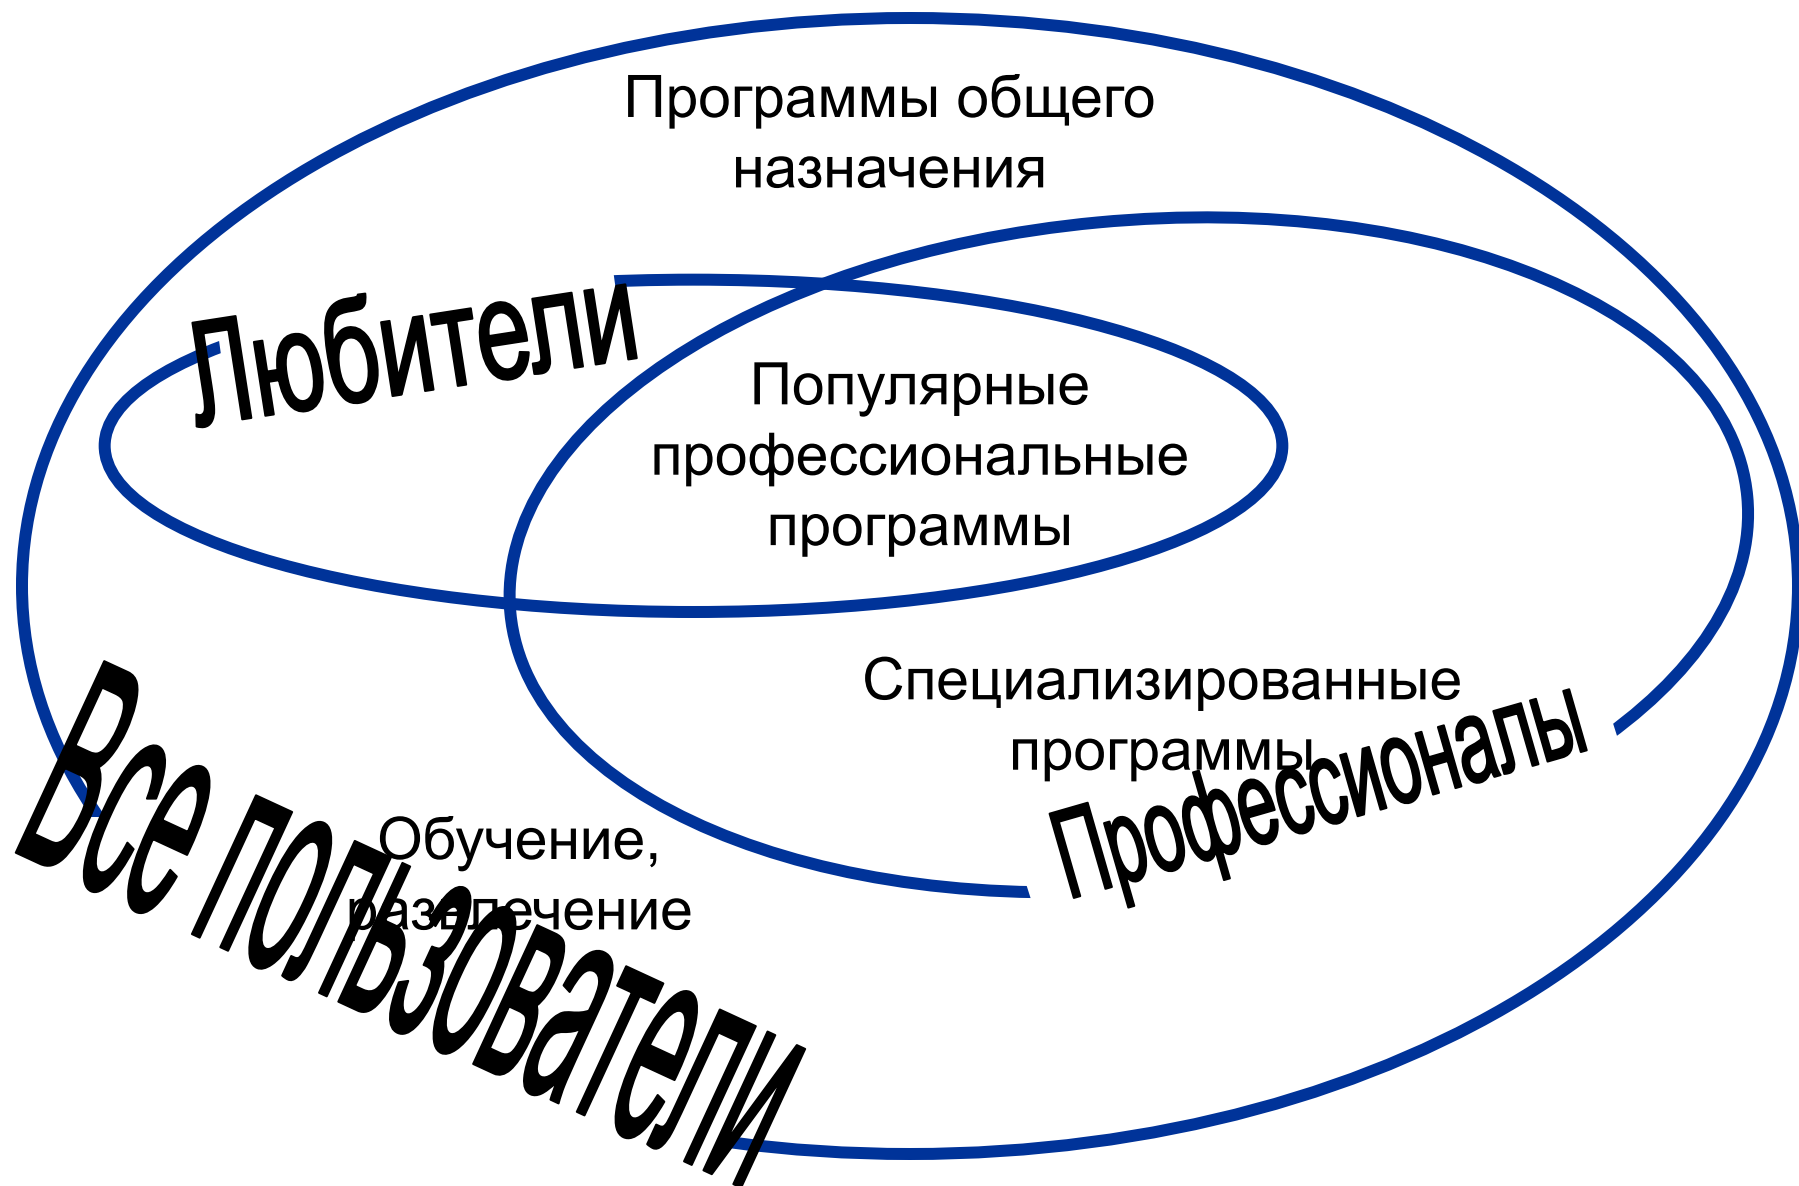 Программы общего
назначения
Любители
Популярные
профессиональные
программы
Специализированные
программы
Профессионалы
Обучение,
развлечение
Все пользователи